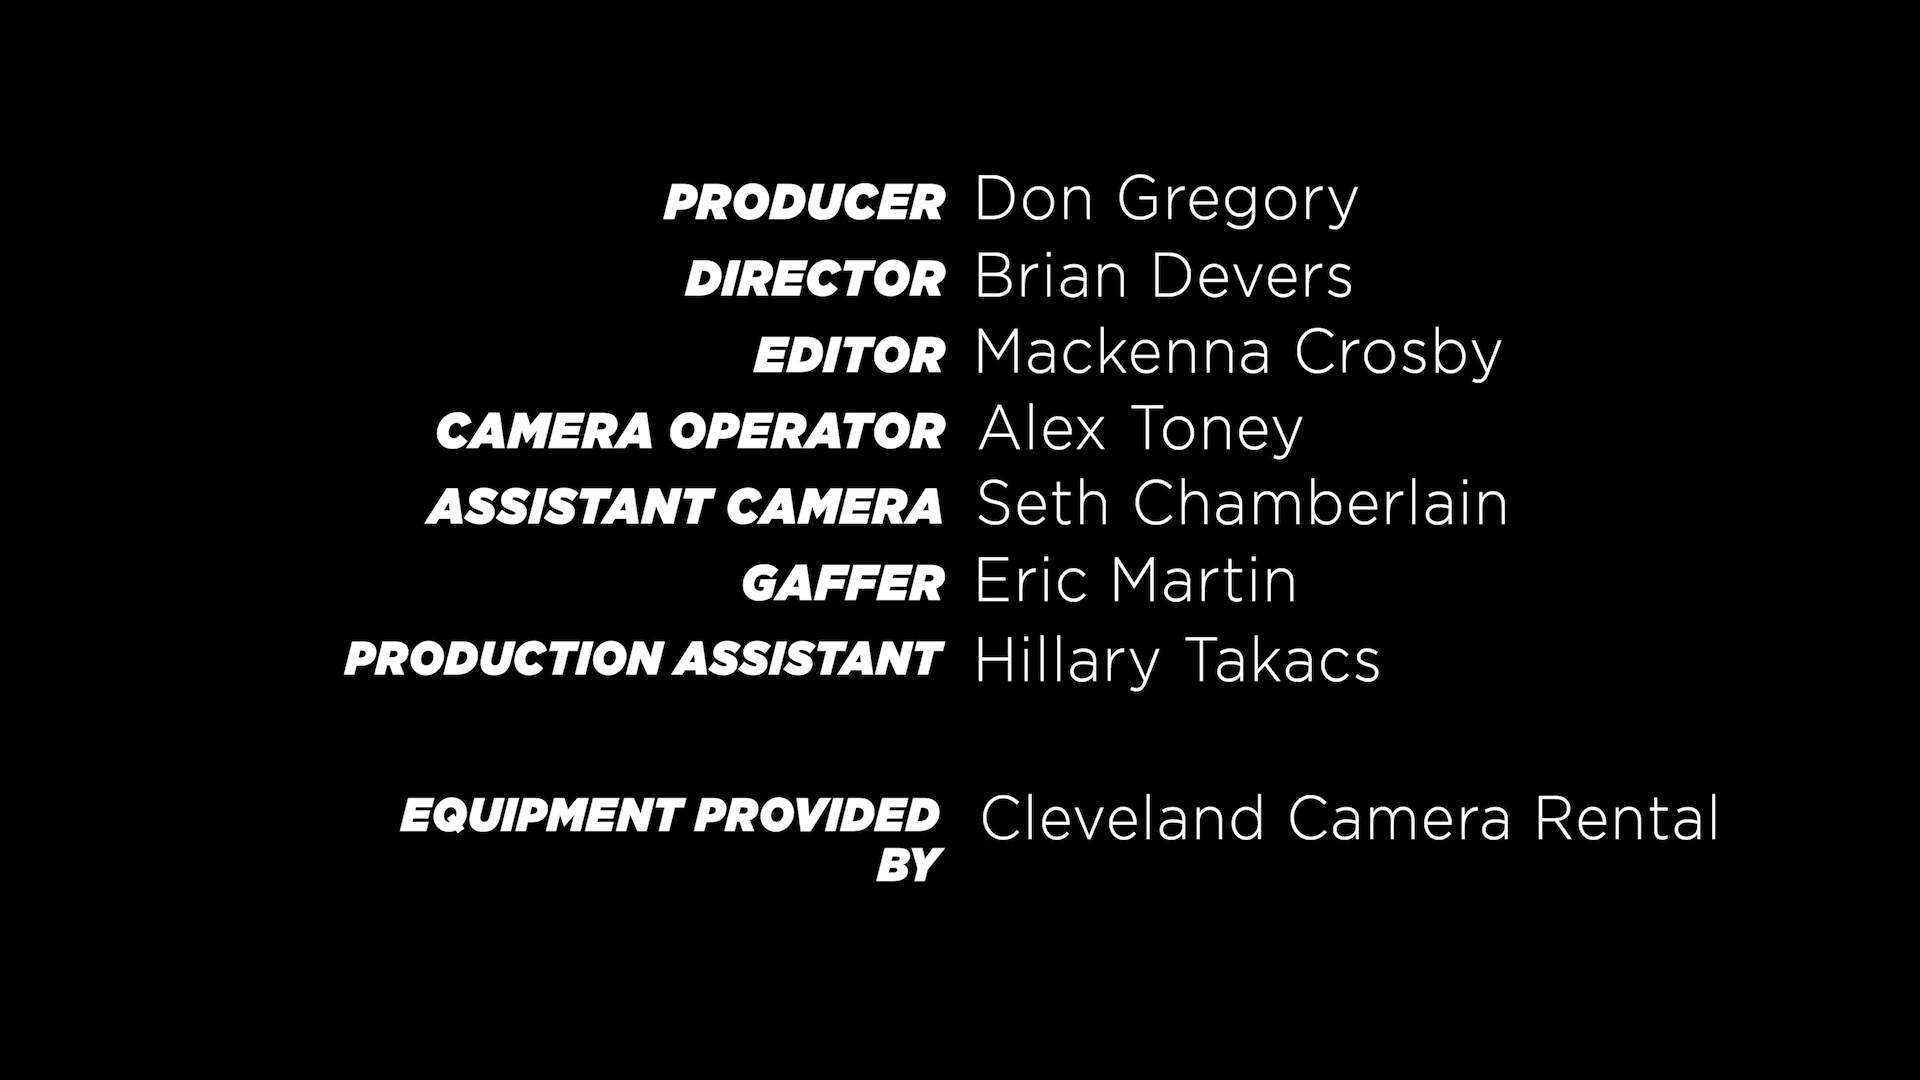 PRODUCER Don Gregory
DIRECTOR Brian Devers
EDITOR Mackenna Crosby
CAMERA OPERATOR Alex Toney
ASSISTANT CAMERA Seth Chamberlain
GAFFER Eric Martin
PRODUCTION ASSISTANT Hillary Takacs
EQUIPMENT PROVIDED Cleveland Camera Rental
BY